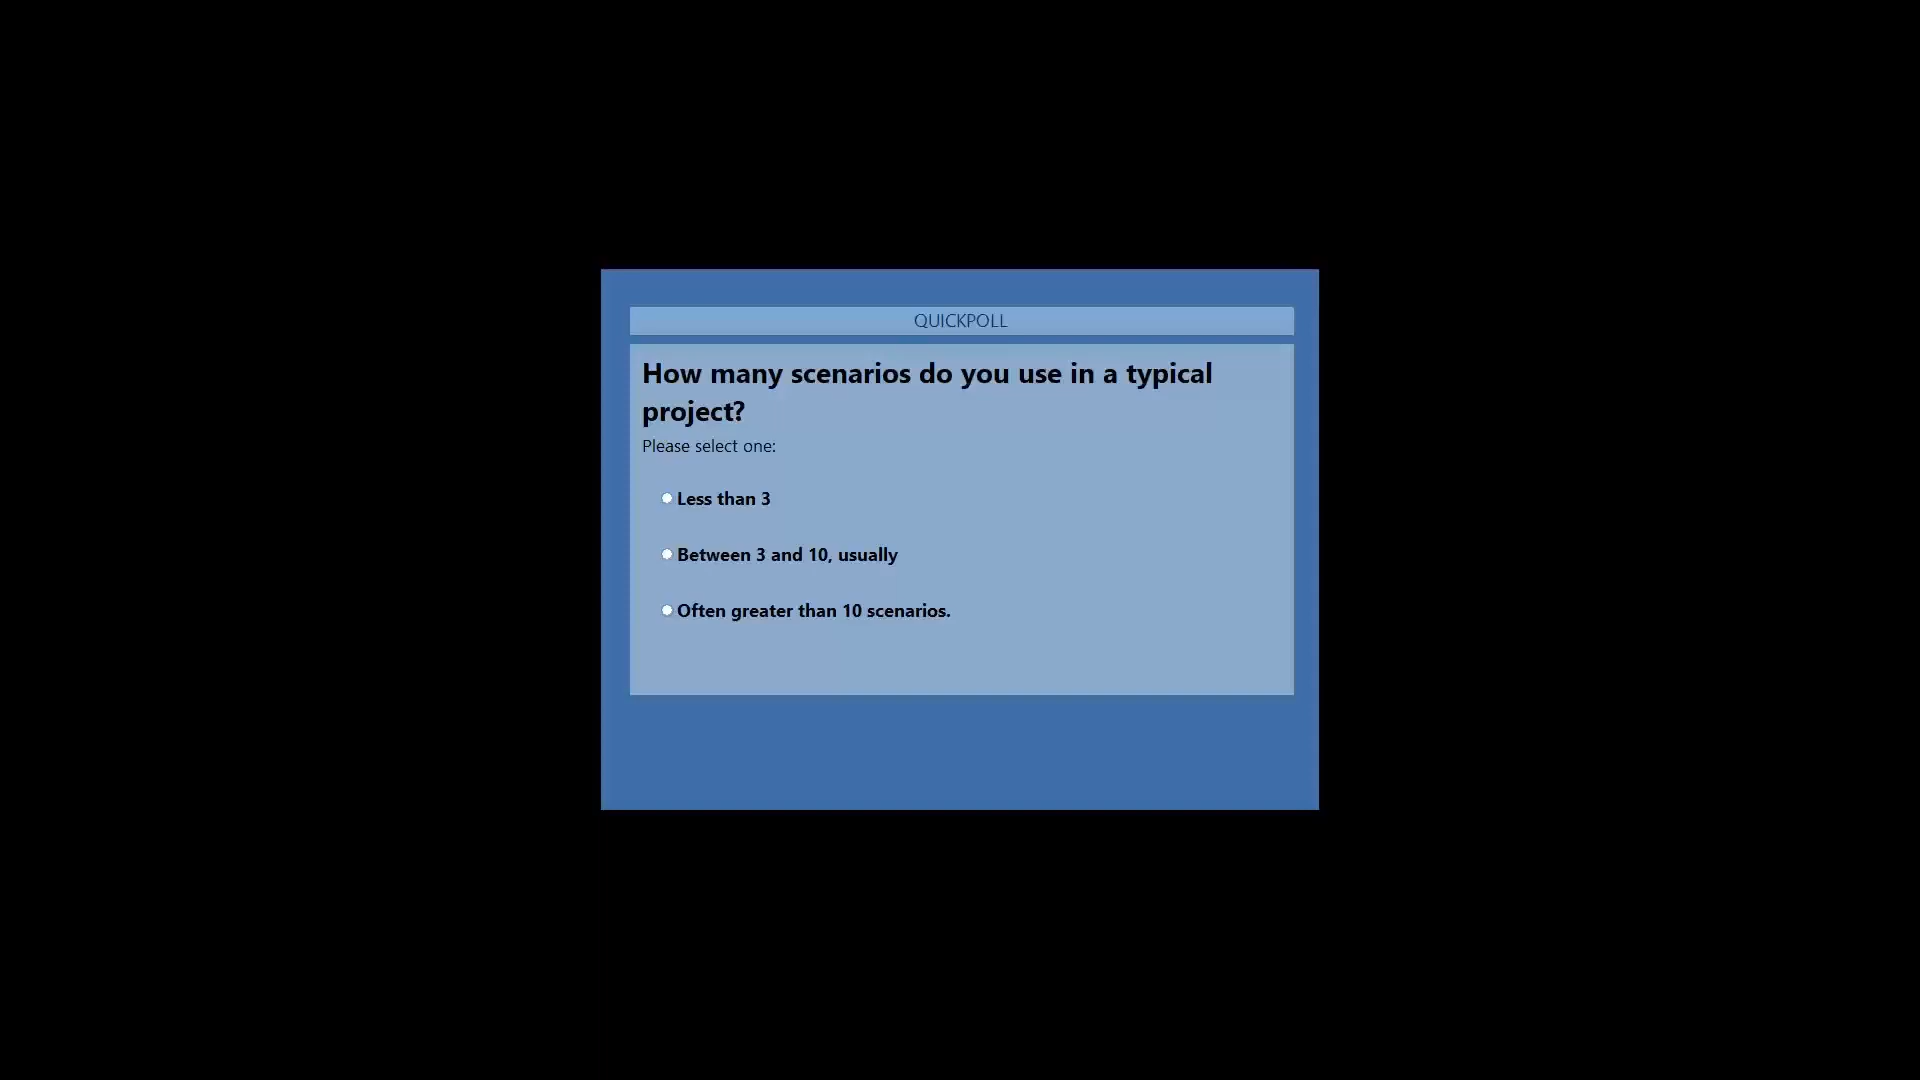 QUICKPOLL
How many scenarios do you use in a typical
project?
Please select one:
Less than 3
Between 3 and 10, usually
Often greater than 10 scenarios.